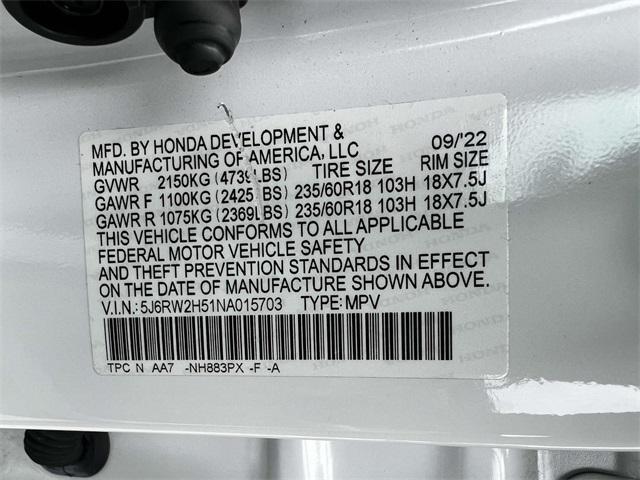 MFD. BY HONDA DEVELOPMENT & 09/'22
MANUFACTURING OF AMERICA, LLC
GVWR 2150KG (4739LBS) TIRE SIZE RIM SIZE
GAWR F 1100KG (2425LBS) 235/60R18 103H 18X7.5J
GAWR R 1075KG (2369LBS) 235/60R18 103H 18X7.5J
THIS VEHICLE CONFORMS TO ALL APPLICABLE
FEDERAL MOTOR VEHICLE SAFETY
AND THEFT PREVENTION STANDARDS IN EFFECT
ON THE DATE OF MANUFACTURE SHOWN ABOVE.
V.I.N.: 5J6RW2H51NA015703 TYPE: MPV
TPC N AA7 -NH883PX -F -A